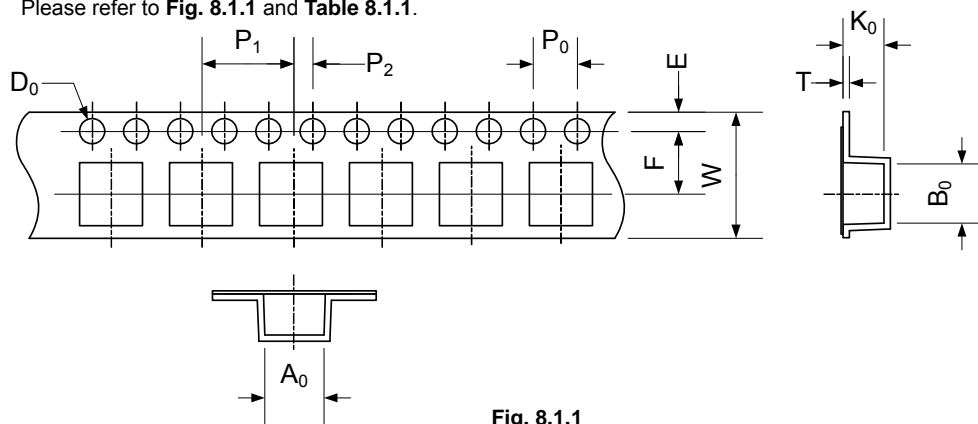 Please refer to Fig. 8.1.1 and Table 8.1.1.
P₁
P₂
P₀
E
K₀
T
D₀
F
W
B₀
A₀
Fig. 8.1.1